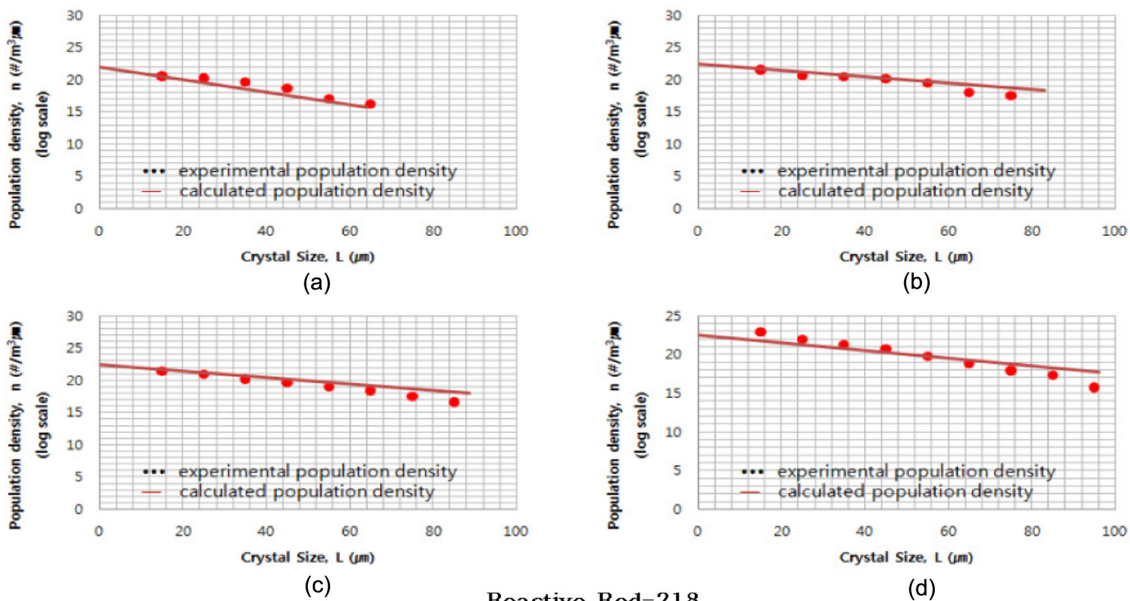 30
25
20
15
10
5
0
Population density, n (#/m³㎛)
(log scale)
••• experimental population density
— calculated population density
0 20 40 60 80 100
Crystal Size, L (㎛)
(a)
30
25
20
15
10
5
0
Population density, n (#/m³㎛)
(log scale)
••• experimental population density
— calculated population density
0 20 40 60 80 100
Crystal Size, L (㎛)
(b)
30
25
20
15
10
5
0
Population density, n (#/m³㎛)
(log scale)
••• experimental population density
— calculated population density
0 20 40 60 80 100
Crystal Size, L (㎛)
(c)
25
20
15
10
5
0
Population density, n (#/m³㎛)
(log scale)
••• experimental population density
— calculated population density
0 20 40 60 80 100
Crystal Size, L (㎛)
(d)